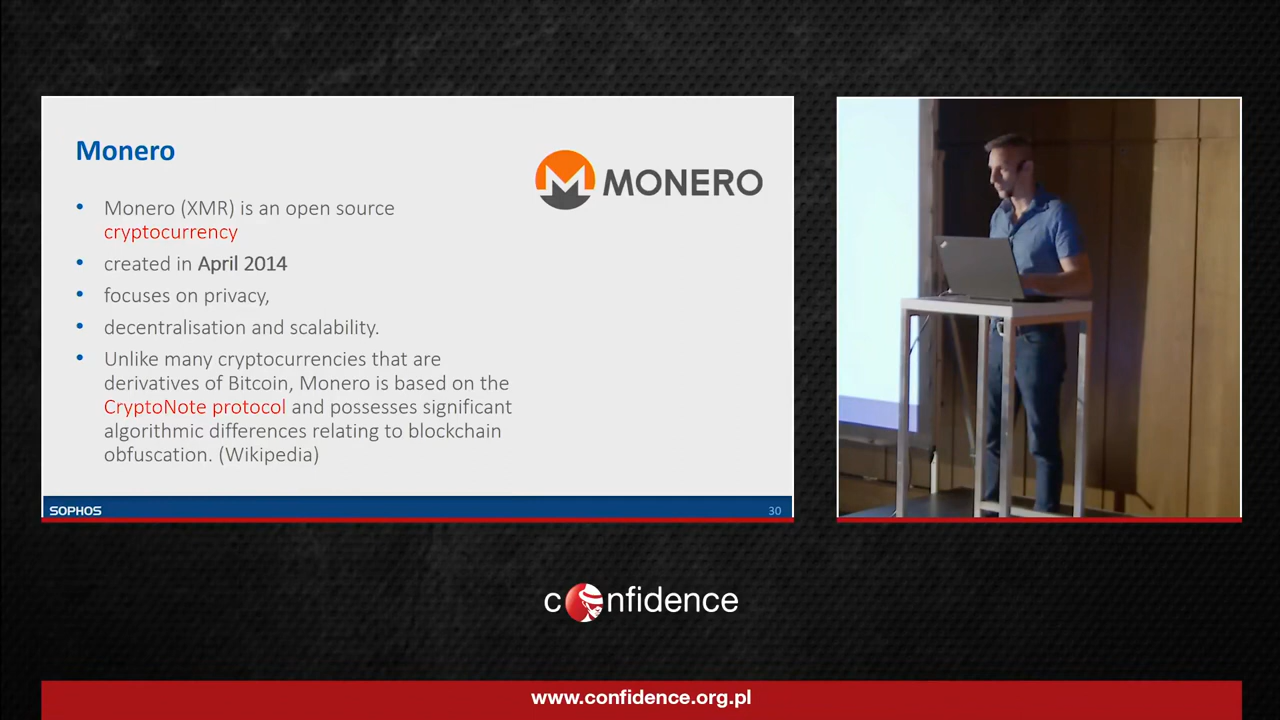 Monero
MONERO
• Monero (XMR) is an open source
cryptocurrency
• created in April 2014
• focuses on privacy,
• decentralisation and scalability.
• Unlike many cryptocurrencies that are
derivatives of Bitcoin, Monero is based on the
CryptoNote protocol and possesses significant
algorithmic differences relating to blockchain
obfuscation. (Wikipedia)
SOPHOS
30
confidence
www.confidence.org.pl